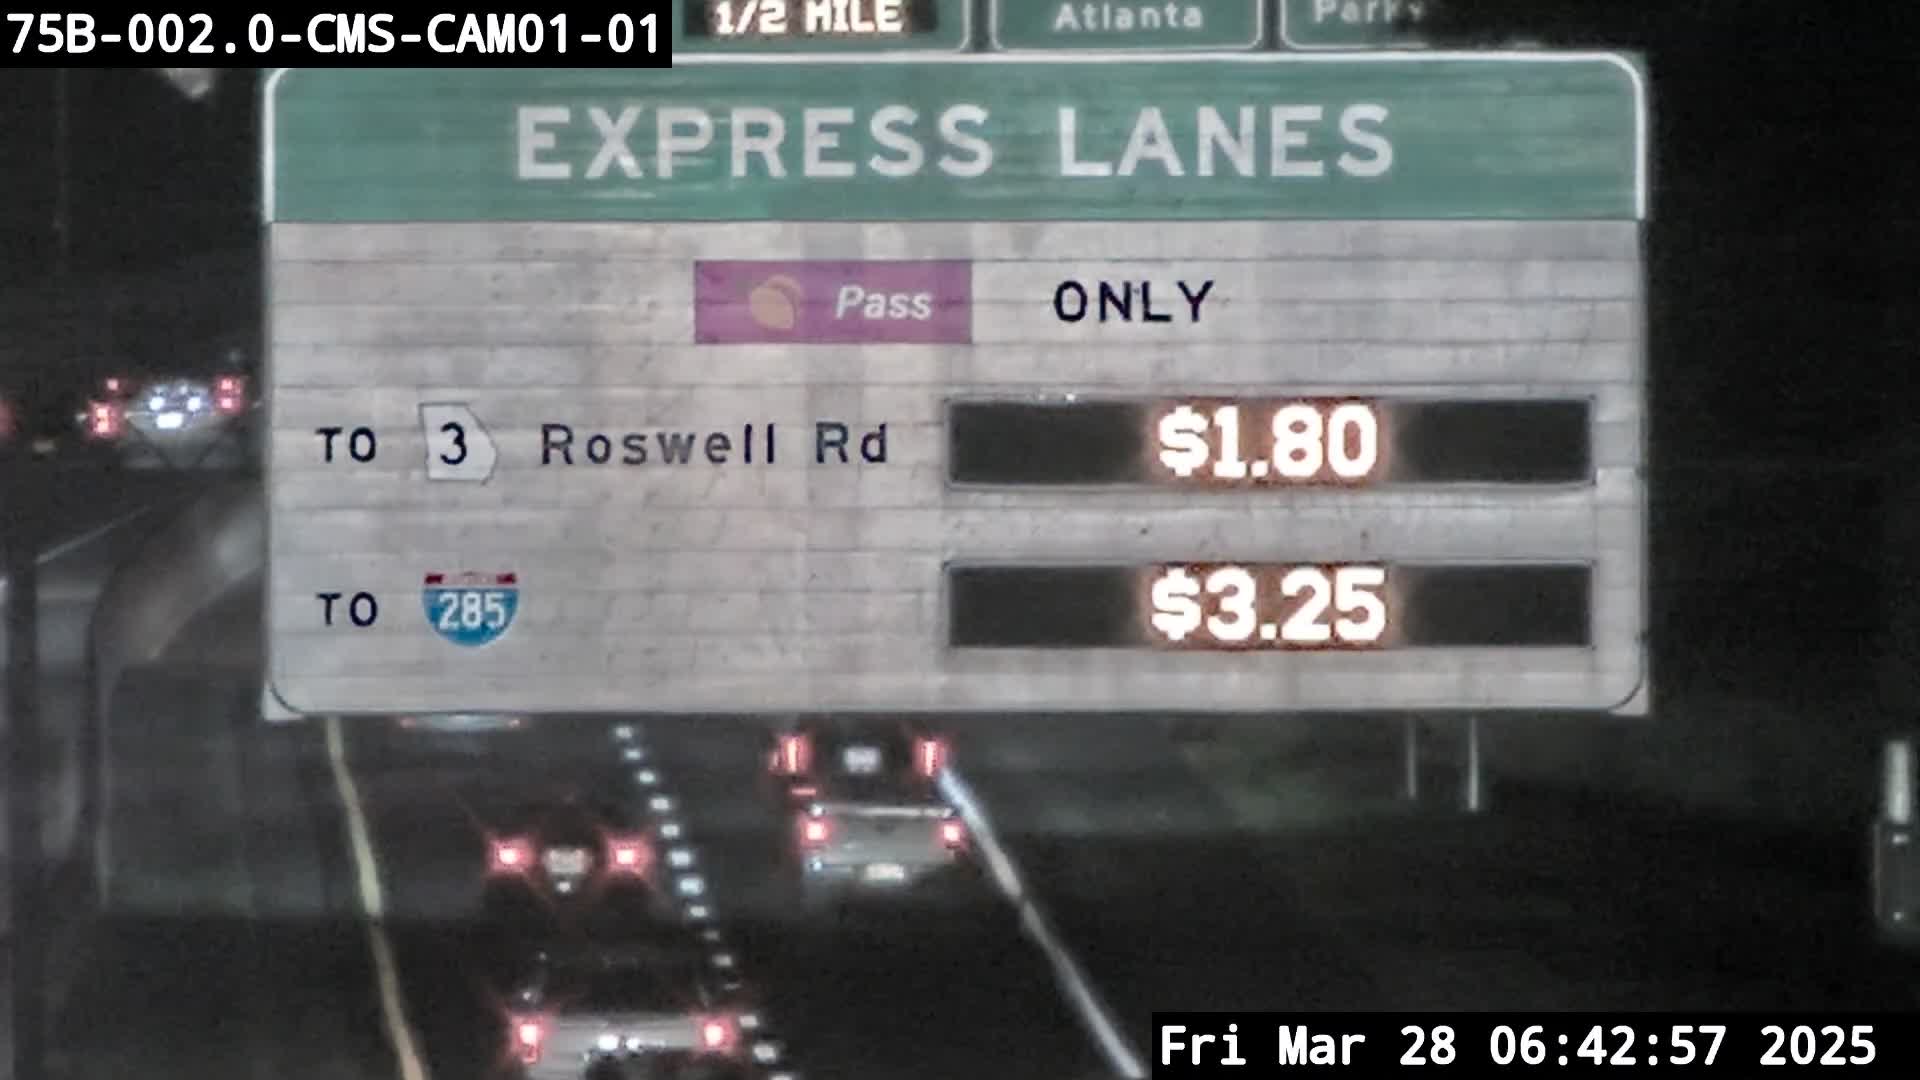 75B-002.0-CMS-CAM01-01
1/2 MILE
Atlanta
EXPRESS LANES
Pass ONLY
TO 3 Roswell Rd $1.80
TO 285 $3.25
Fri Mar 28 06:42:57 2025